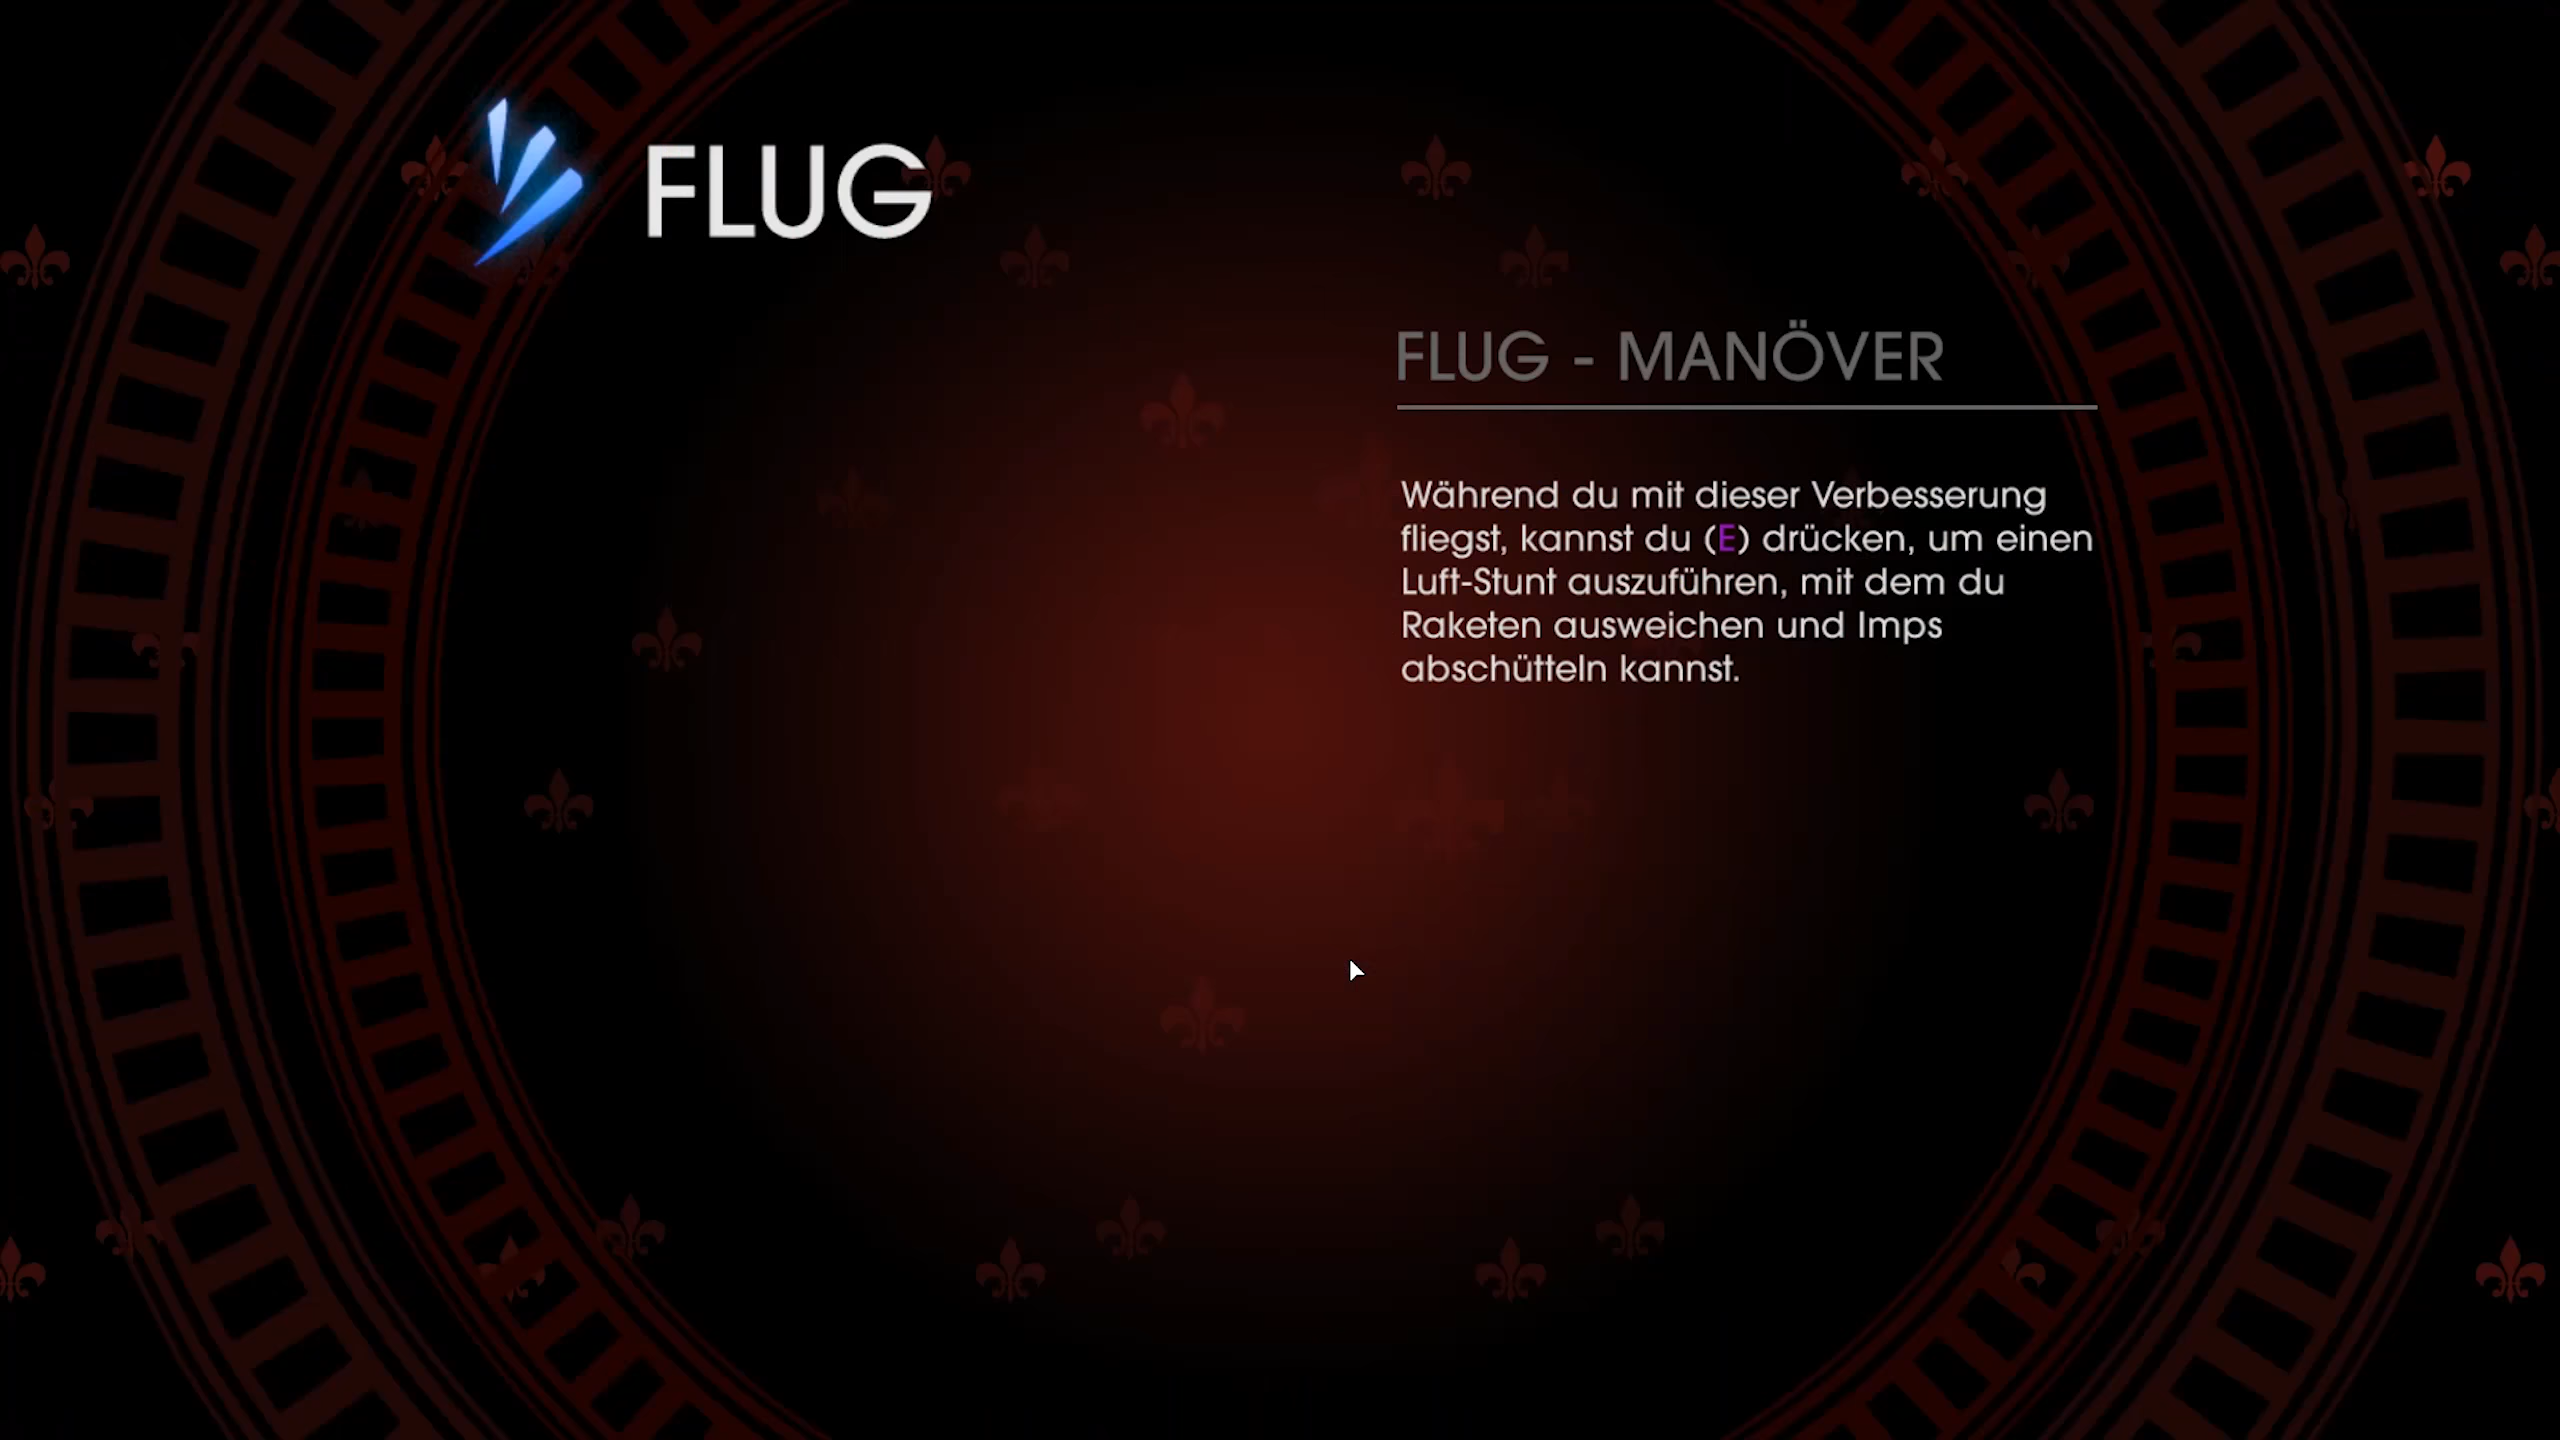 FLUG
FLUG - MANÖVER
Während du mit dieser Verbesserung
fliegst, kannst du (E) drücken, um einen
Luft-Stunt auszuführen, mit dem du
Raketen ausweichen und Imps
abschütteln kannst.